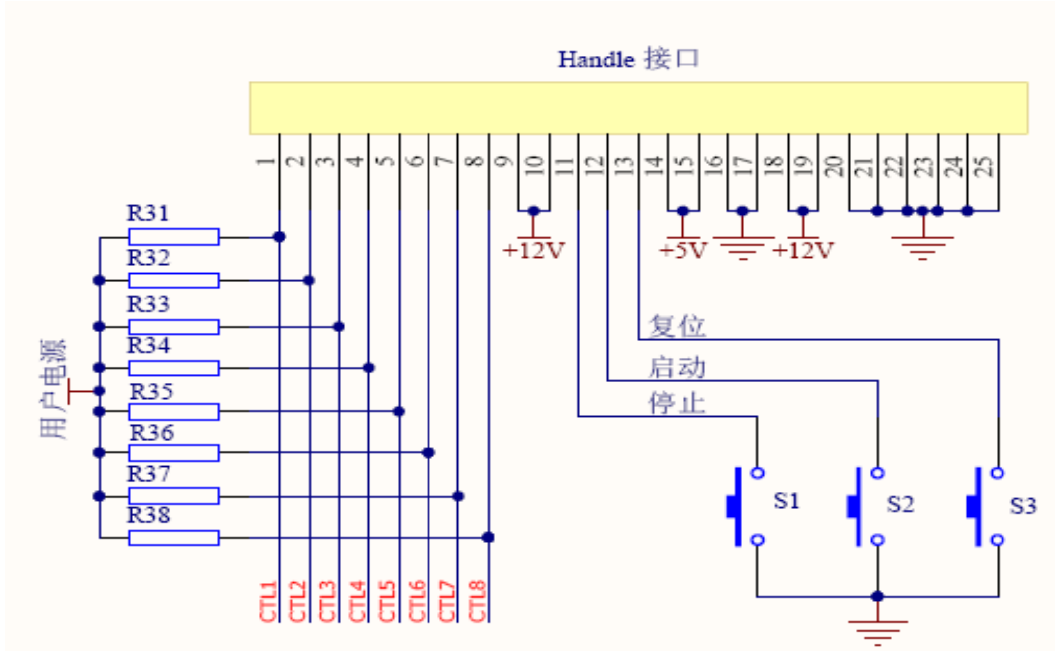 Handle 接口
1 2 3 4 5 6 7 8 9 10 11 12 13 14 15 16 17 18 19 20 21 22 23 24 25
+12V
+5V
+12V
R31
R32
R33
R34
R35
R36
R37
R38
用户电源
复位
启动
停止
S1
S2
S3
CTL1
CTL2
CTL3
CTL4
CTL5
CTL6
CTL7
CTL8